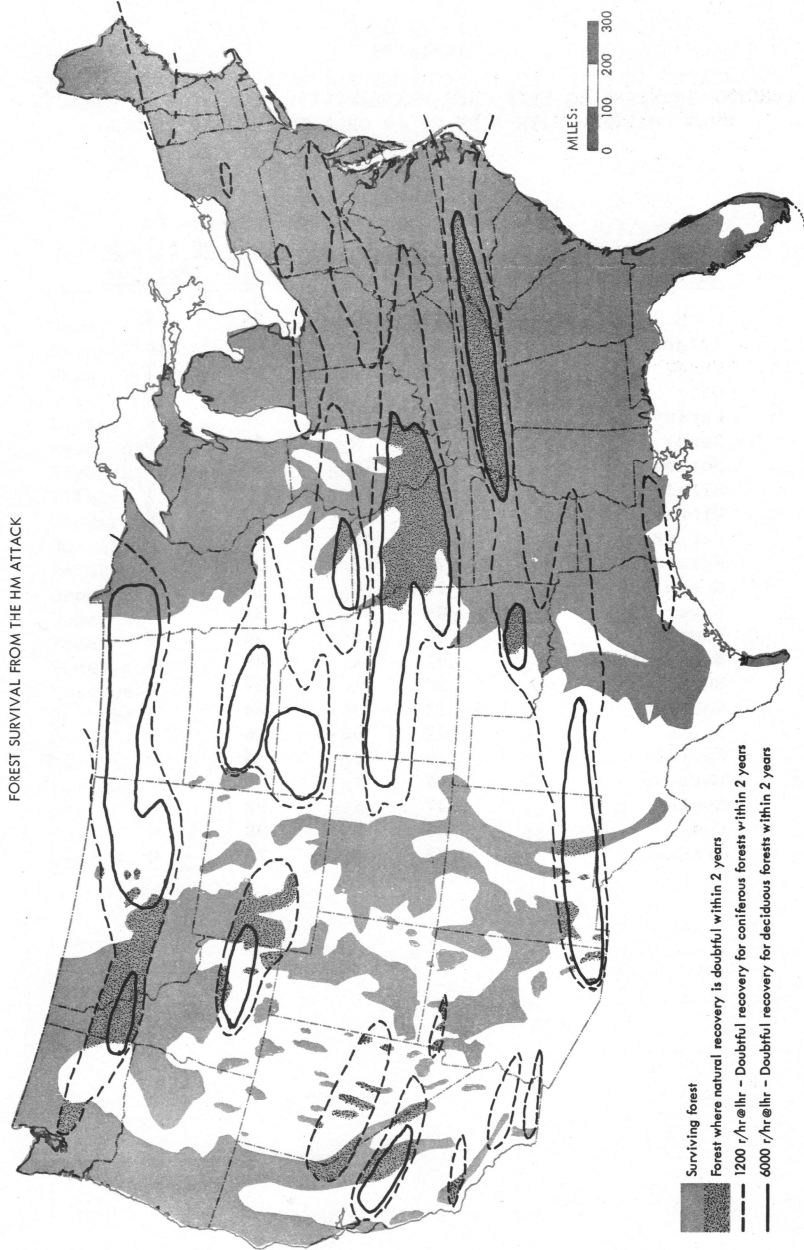 FOREST SURVIVAL FROM THE HM ATTACK
MILES:
0 100 200 300
Surviving forest
Forest where natural recovery is doubtful within 2 years
1200 r/hr@1hr – Doubtful recovery for coniferous forests within 2 years
6000 r/hr@1hr – Doubtful recovery for deciduous forests within 2 years